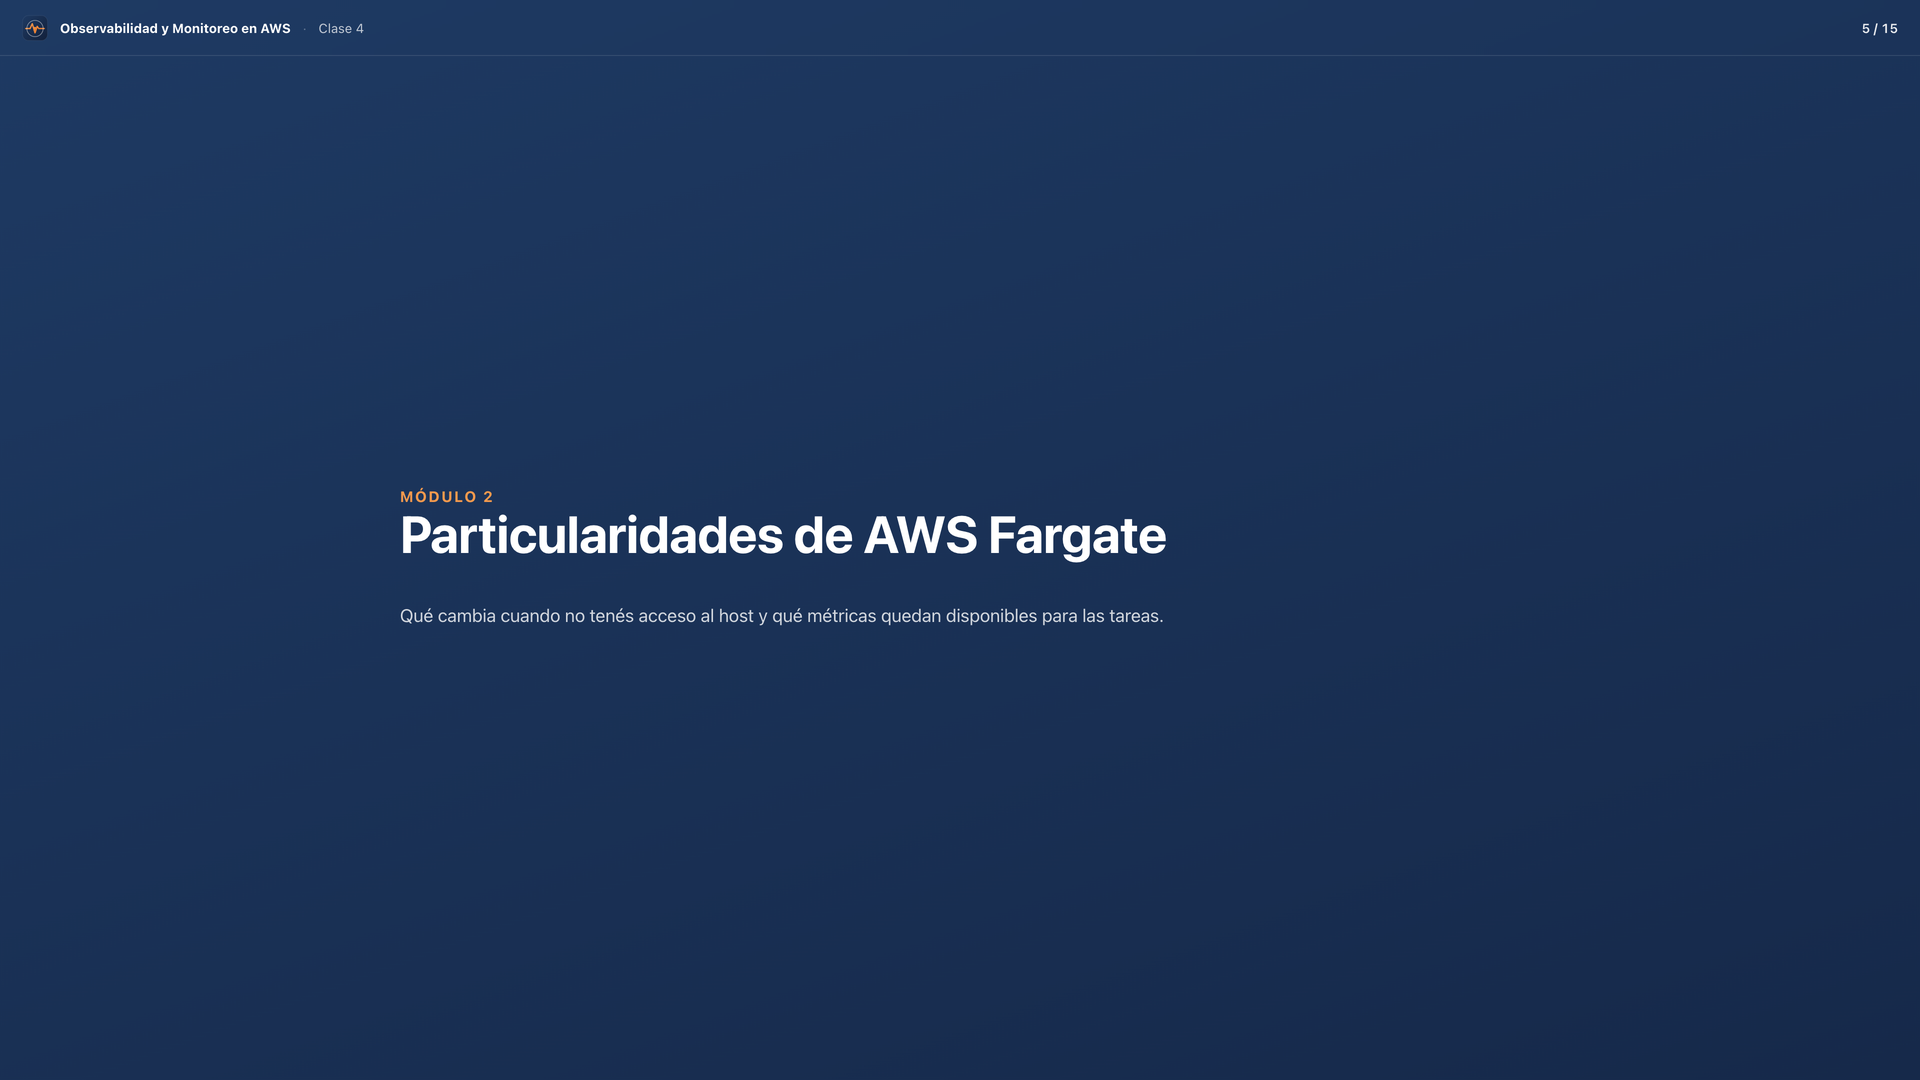 Observabilidad y Monitoreo en AWS · Clase 4
5 / 15
MÓDULO 2
Particularidades de AWS Fargate
Qué cambia cuando no tenés acceso al host y qué métricas quedan disponibles para las tareas.